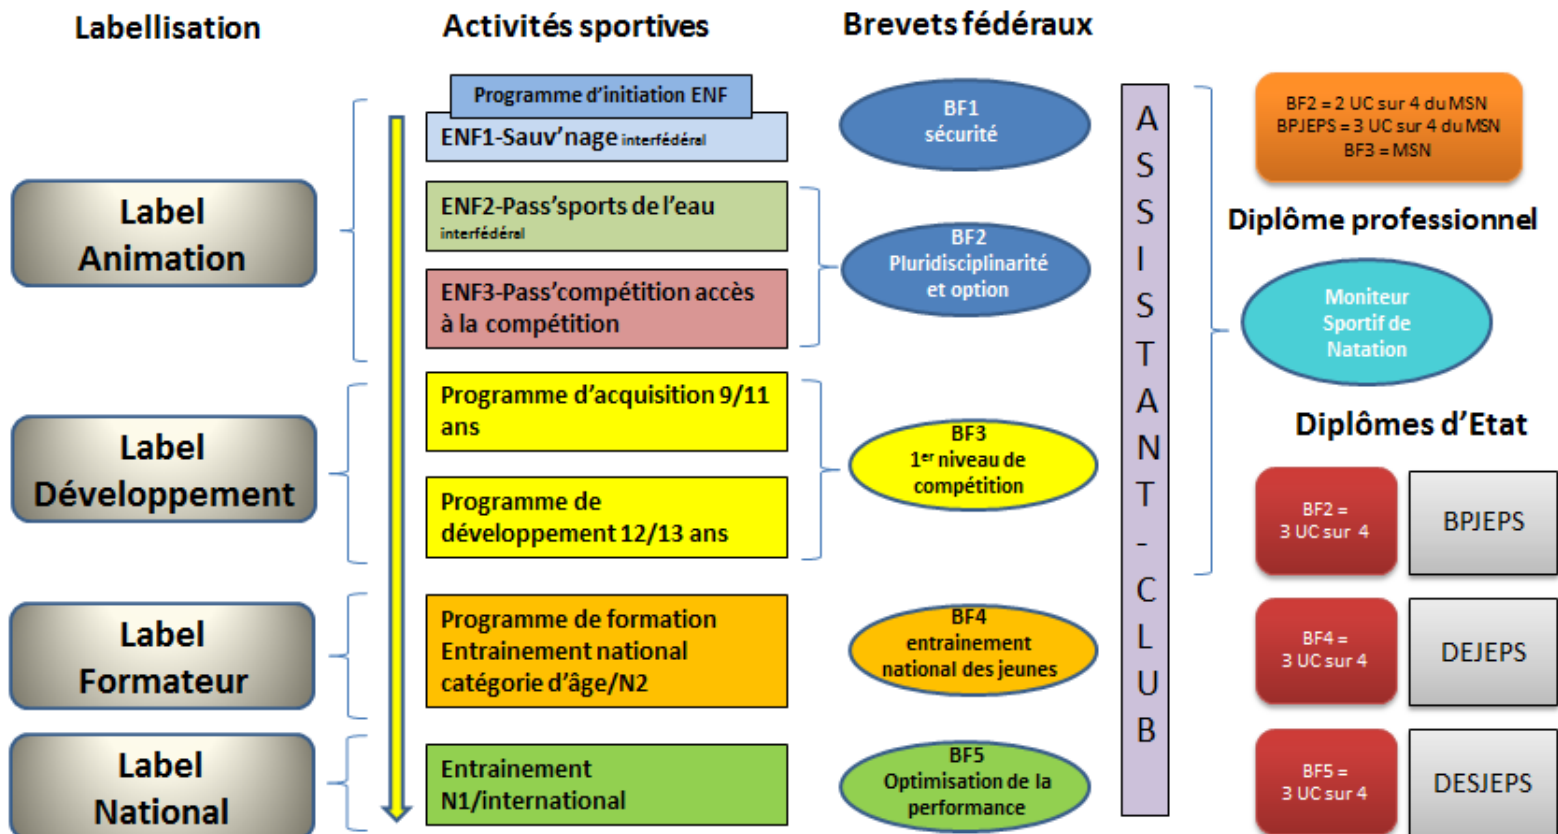 Labellisation
Activités sportives
Brevets fédéraux
Label
Animation
Label
Développement
Label
Formateur
Label
National
Programme d'initiation ENF
ENF1-Sauv'nage interfédéral
ENF2-Pass'sports de l'eau
interfédéral
ENF3-Pass'compétition accès
à la compétition
Programme d'acquisition 9/11
ans
Programme de
développement 12/13 ans
Programme de formation
Entrainement national
catégorie d'âge/N2
Entrainement
N1/international
BF1
sécurité
BF2
Pluridisciplinarité
et option
BF3
1er niveau de
compétition
BF4
entrainement
national des jeunes
BF5
Optimisation de la
performance
ASSISTANT-CLUB
BF2 = 2 UC sur 4 du MSN
BPJEPS = 3 UC sur 4 du MSN
BF3 = MSN
Diplôme professionnel
Moniteur
Sportif de
Natation
Diplômes d'Etat
BF2 =
3 UC sur 4
BPJEPS
BF4 =
3 UC sur 4
DEJEPS
BF5 =
3 UC sur 4
DESJEPS